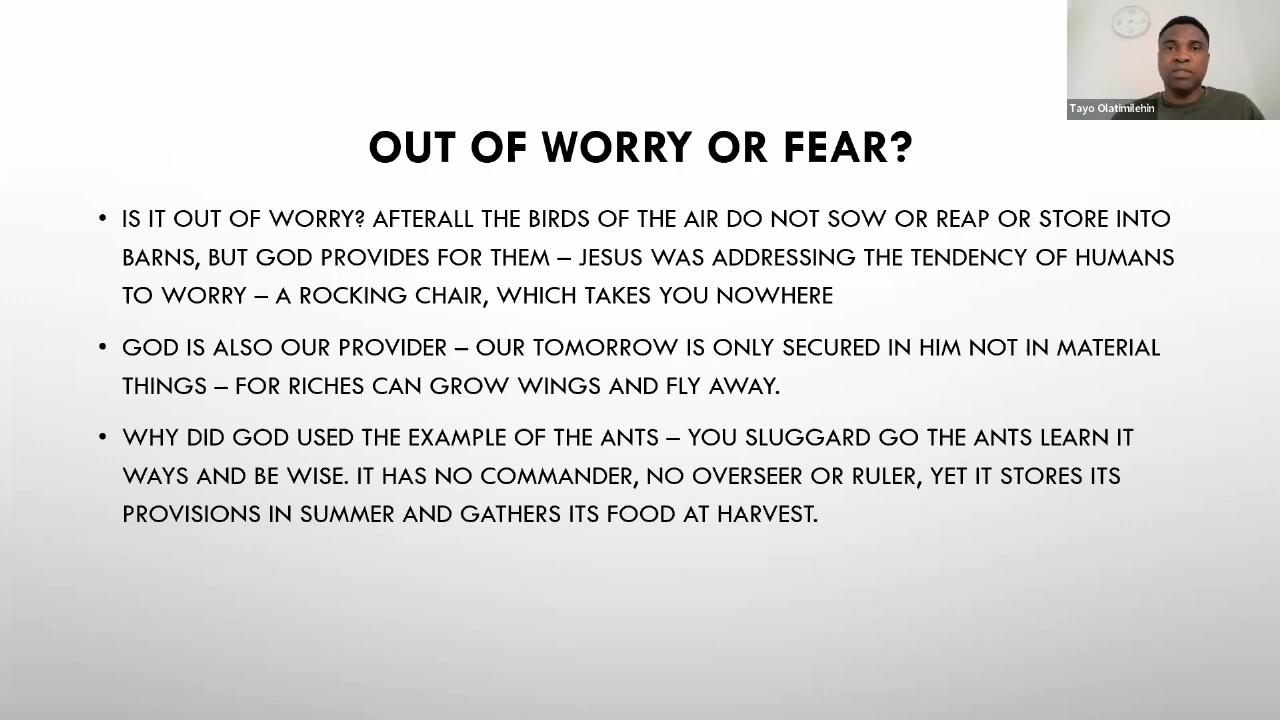 Tayo Olatimilehin
OUT OF WORRY OR FEAR?
• IS IT OUT OF WORRY? AFTERALL THE BIRDS OF THE AIR DO NOT SOW OR REAP OR STORE INTO
BARNS, BUT GOD PROVIDES FOR THEM – JESUS WAS ADDRESSING THE TENDENCY OF HUMANS
TO WORRY – A ROCKING CHAIR, WHICH TAKES YOU NOWHERE
• GOD IS ALSO OUR PROVIDER – OUR TOMORROW IS ONLY SECURED IN HIM NOT IN MATERIAL
THINGS – FOR RICHES CAN GROW WINGS AND FLY AWAY.
• WHY DID GOD USED THE EXAMPLE OF THE ANTS – YOU SLUGGARD GO THE ANTS LEARN IT
WAYS AND BE WISE. IT HAS NO COMMANDER, NO OVERSEER OR RULER, YET IT STORES ITS
PROVISIONS IN SUMMER AND GATHERS ITS FOOD AT HARVEST.